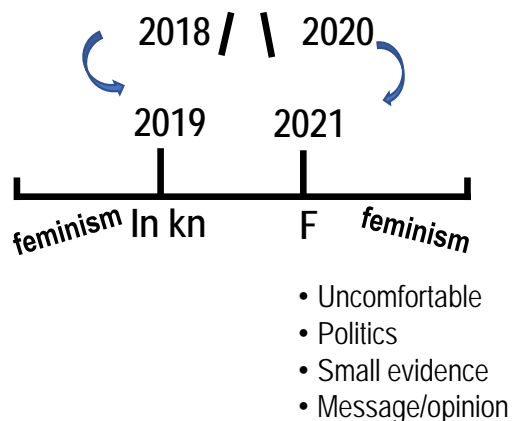 2018 / \ 2020
2019 2021
feminism In kn F feminism
• Uncomfortable
• Politics
• Small evidence
• Message/opinion